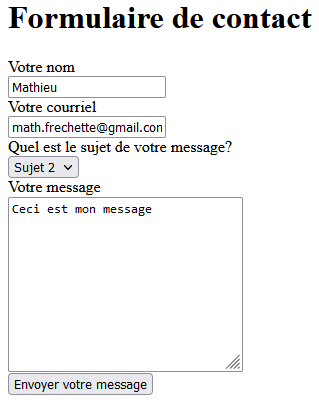 Formulaire de contact
Votre nom
Mathieu
Votre courriel
math.frechette@gmail.com
Quel est le sujet de votre message?
Sujet 2
Votre message
Ceci est mon message
Envoyer votre message